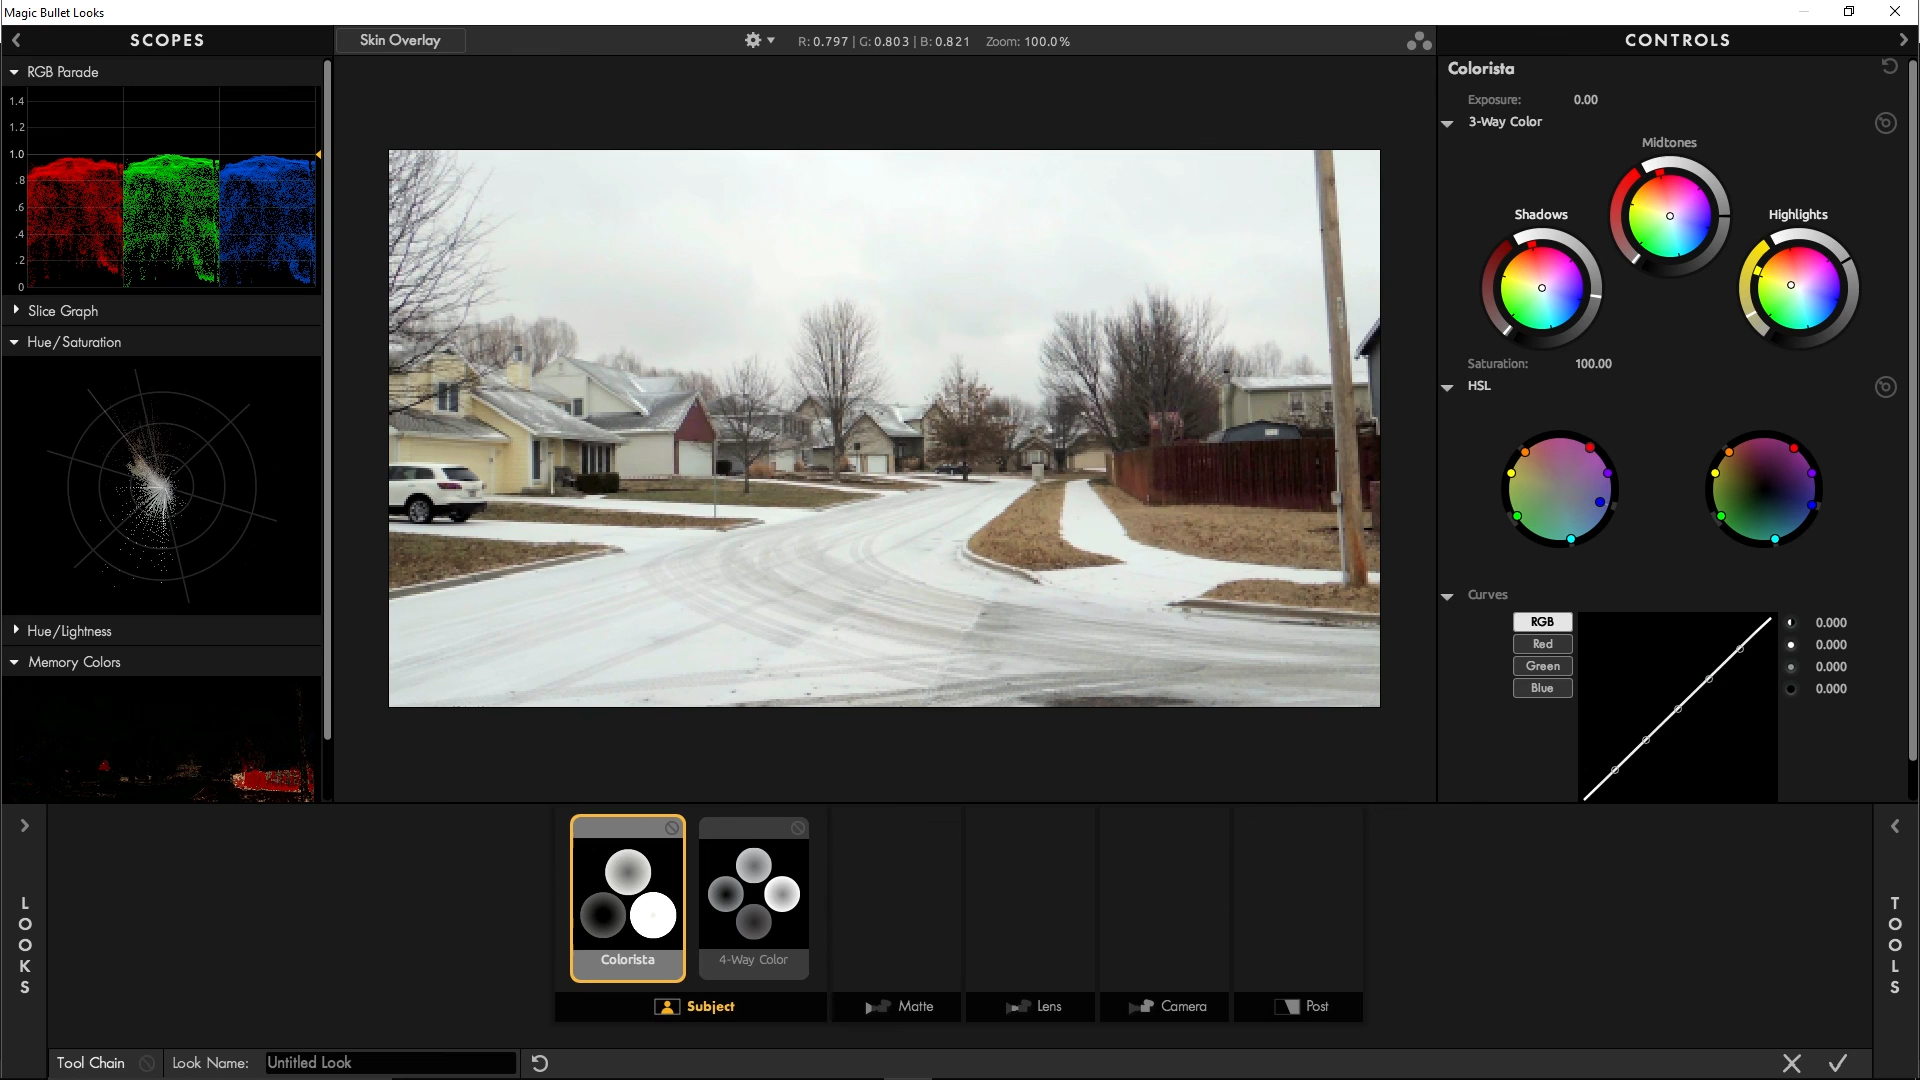 Magic Bullet Looks
SCOPES
Skin Overlay
R: 0.797 | G: 0.803 | B: 0.821 Zoom: 100.0%
CONTROLS
RGB Parade
1.4
1.2
1.0
.8
.6
.4
.2
0
Slice Graph
Hue/Saturation
Hue/Lightness
Memory Colors
Colorista
Exposure: 0.00
3-Way Color
Midtones
Shadows
Highlights
Saturation: 100.00
HSL
Curves
RGB
Red
Green
Blue
0.000
0.000
0.000
0.000
LOOKS
Colorista
4-Way Color
Subject
Matte
Lens
Camera
Post
TOOLS
Tool Chain
Look Name: Untitled Look